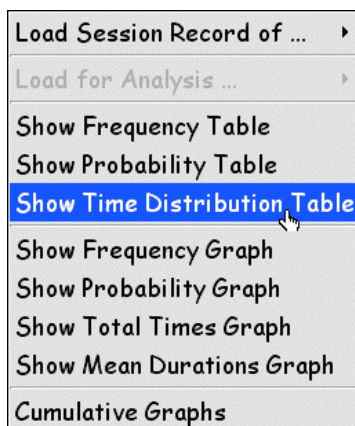 Load Session Record of ...
Load for Analysis ...
Show Frequency Table
Show Probability Table
Show Time Distribution Table
Show Frequency Graph
Show Probability Graph
Show Total Times Graph
Show Mean Durations Graph
Cumulative Graphs